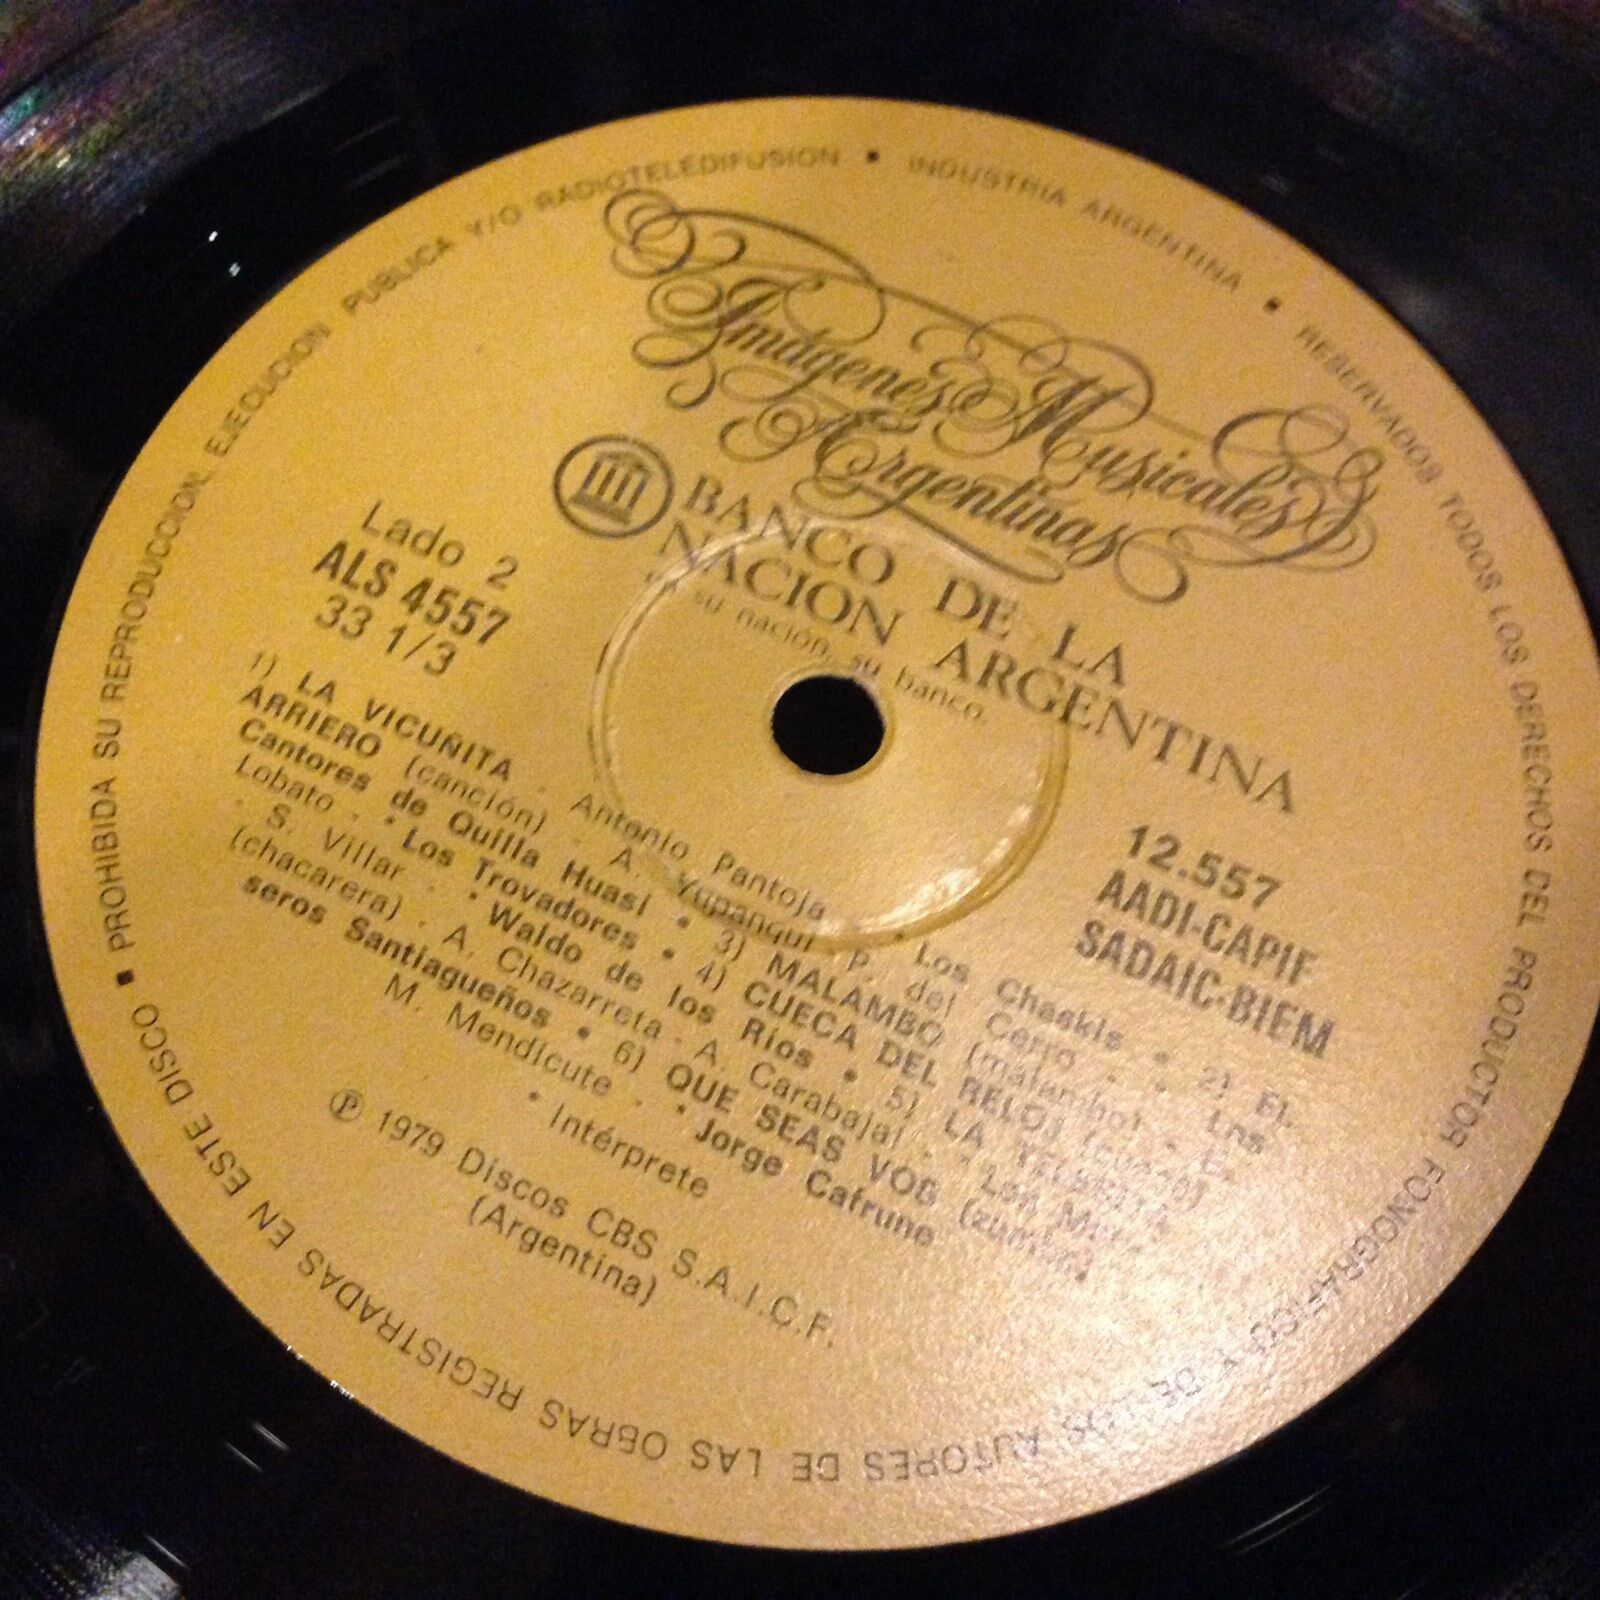 Imágenes Musicales
Argentinas
BANCO DE LA
NACION ARGENTINA
su nación, su banco.
Lado 2
ALS 4557
33 1/3
12.557
AADI-CAPIF
SADAIC-BIEM
1) LA VICUÑITA - Antonio Pantoja - * Los Chaskis • 2) EL
ARRIERO (canción) - A. Yupanqui - P. del Cerro - * Los
Cantores de Quilla Huasi • 3) MALAMBO (malambo) - C.
Lobato - * Los Trovadores • 4) CUECA DEL RELOJ (cueca)
- S. Villar - * Waldo de los Ríos • 5) LA
(chacarera) - A. Chazarreta - A. Carabajal - * Los
seros Santiagueños • 6) QUE SEAS VOS (zamba)
M. Mendicute - * Jorge Cafrune
* Intérprete
Ⓟ 1979 Discos CBS S.A.I.C.F.
(Argentina)
INDUSTRIA ARGENTINA • RESERVADOS TODOS LOS DERECHOS DEL PRODUCTOR FONOGRAFICO Y DE LOS AUTORES DE LAS OBRAS REGISTRADAS EN ESTE DISCO ■ PROHIBIDA SU REPRODUCCION, EJECUCION PUBLICA Y/O RADIOTELEDIFUSION •